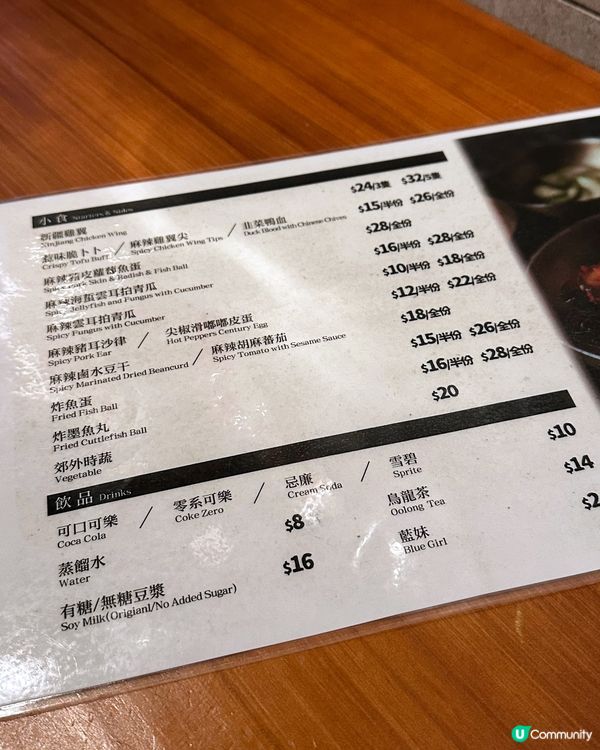 小食 Starters & Sides
新疆雞翼 $24/3隻 $32/5隻
Xinjiang Chicken Wing
惹味脆卜卜 / 麻辣雞翼尖 / 韭菜鴨血 $15/半份 $26/全份
Crispy Tofu Buff Spicy Chicken Wing Tips Duck Blood with Chinese Chives
麻辣豬皮蘿蔔魚蛋 $28/全份
Spicy Pork Skin & Radish & Fish Ball
麻辣海蜇雲耳拍青瓜 $16/半份 $28/全份
Spicy Jellyfish and Fungus with Cucumber
麻辣雲耳拍青瓜 $10/半份 $18/全份
Spicy Fungus with Cucumber
麻辣豬耳沙律 / 尖椒滑嘟嘟皮蛋 $12/半份 $22/全份
Spicy Pork Ear Hot Peppers Century Egg
麻辣鹵水豆干 / 麻辣胡麻蕃茄 $18/全份
Spicy Marinated Dried Beancurd Spicy Tomato with Sesame Sauce
炸魚蛋 $15/半份 $26/全份
Fried Fish Ball
炸墨魚丸 $16/半份 $28/全份
Fried Cuttlefish Ball
郊外時蔬 $20
Vegetable
飲品 Drinks
可口可樂 / 零系可樂 / 忌廉 / 雪碧 $10
Coca Cola Coke Zero Cream Soda Sprite
蒸餾水 $8 烏龍茶 $14
Water Oolong Tea
有糖/無糖豆漿 $16 藍妹 $2
Soy Milk(Origianl/No Added Sugar) Blue Girl
U Community